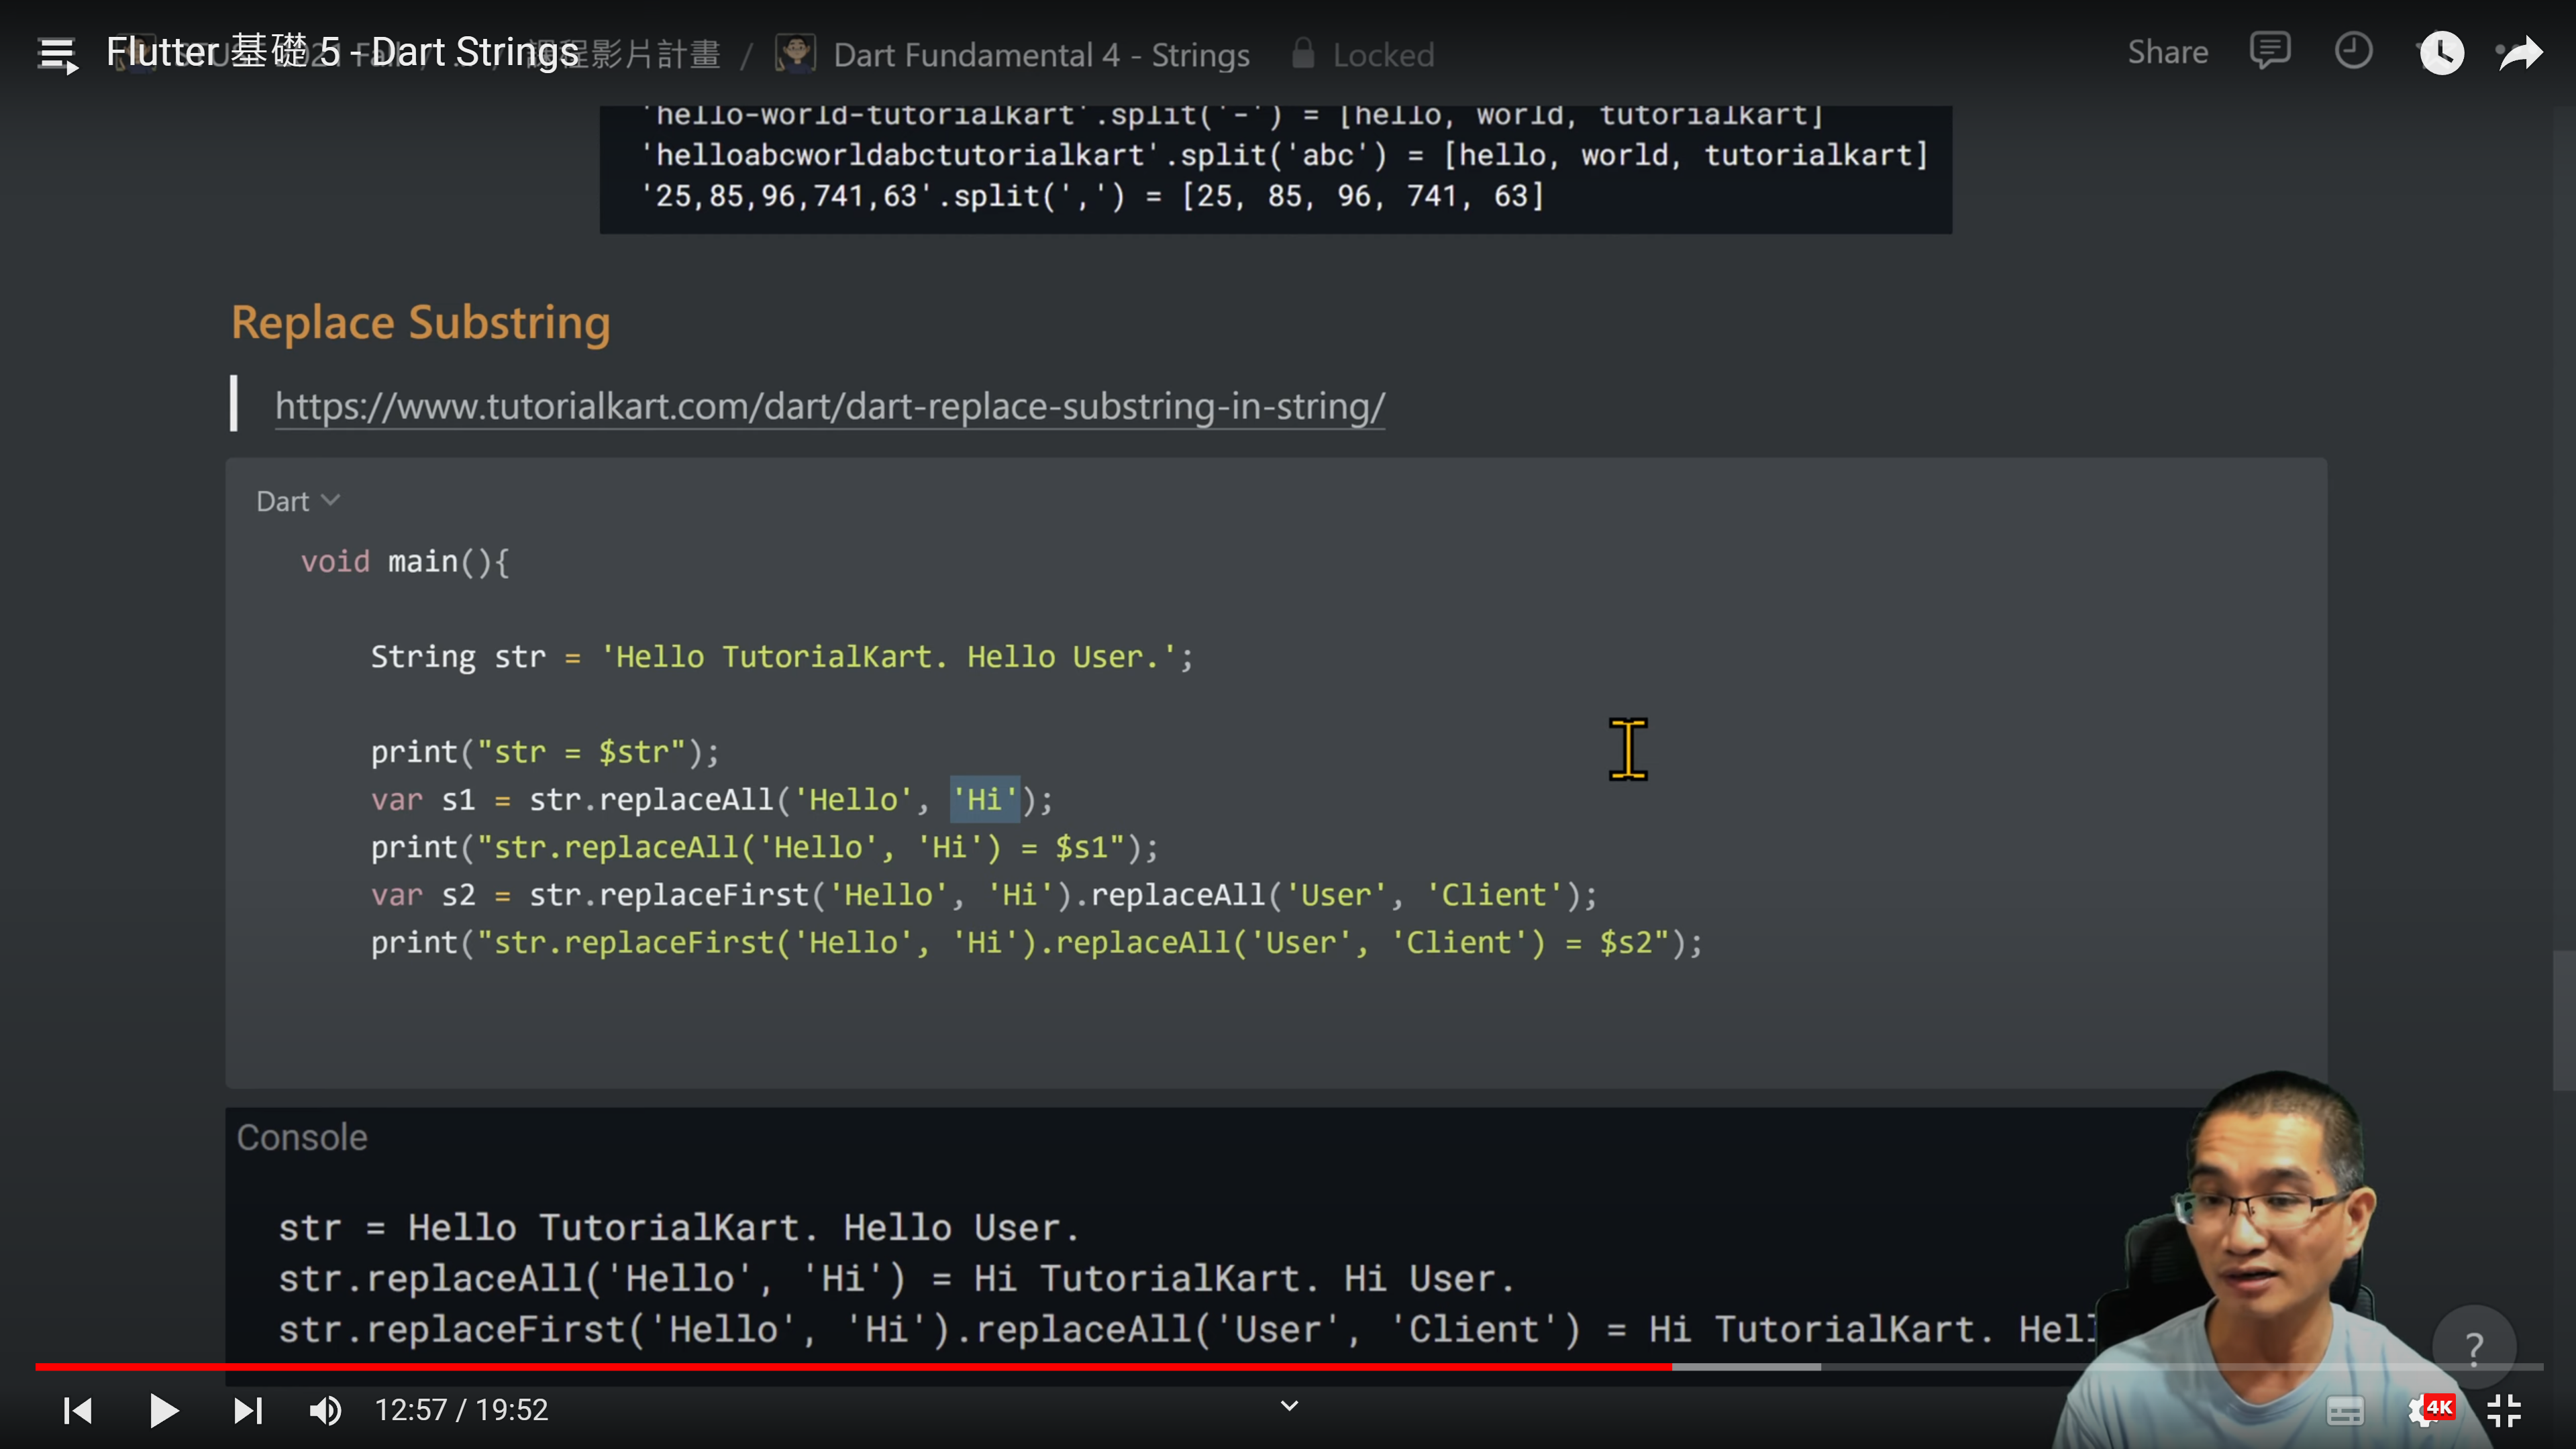 Flutter 基礎 5 - Dart Strings
2021 Fall / ... / 課程影片計畫 / Dart Fundamental 4 - Strings Locked
Share
'hello-world-tutorialkart'.split('-') = [hello, world, tutorialkart]
'helloabcworldabctutorialkart'.split('abc') = [hello, world, tutorialkart]
'25,85,96,741,63'.split(',') = [25, 85, 96, 741, 63]
Replace Substring
https://www.tutorialkart.com/dart/dart-replace-substring-in-string/
Dart
void main(){
String str = 'Hello TutorialKart. Hello User.';
print("str = $str");
var s1 = str.replaceAll('Hello', 'Hi');
print("str.replaceAll('Hello', 'Hi') = $s1");
var s2 = str.replaceFirst('Hello', 'Hi').replaceAll('User', 'Client');
print("str.replaceFirst('Hello', 'Hi').replaceAll('User', 'Client') = $s2");
Console
str = Hello TutorialKart. Hello User.
str.replaceAll('Hello', 'Hi') = Hi TutorialKart. Hi User.
str.replaceFirst('Hello', 'Hi').replaceAll('User', 'Client') = Hi TutorialKart. Hell
?
12:57 / 19:52
4K